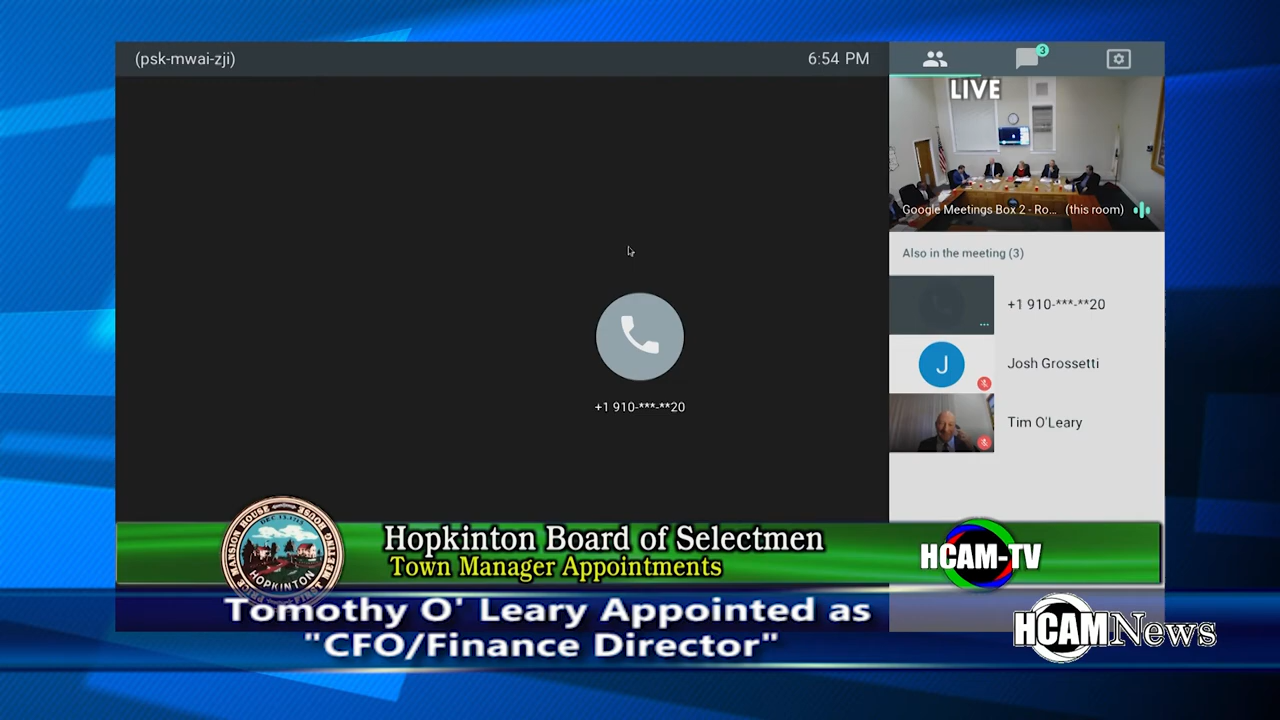 (psk-mwai-zji)
6:54 PM
3
LIVE
Google Meetings Box 2 - Ro... (this room)
Also in the meeting (3)
+1 910-***-**20
J
Josh Grossetti
Tim O'Leary
+1 910-***-**20
HOPKINTON
Hopkinton Board of Selectmen
Town Manager Appointments
HCAM-TV
Tomothy O' Leary Appointed as
"CFO/Finance Director"
HCAMNews